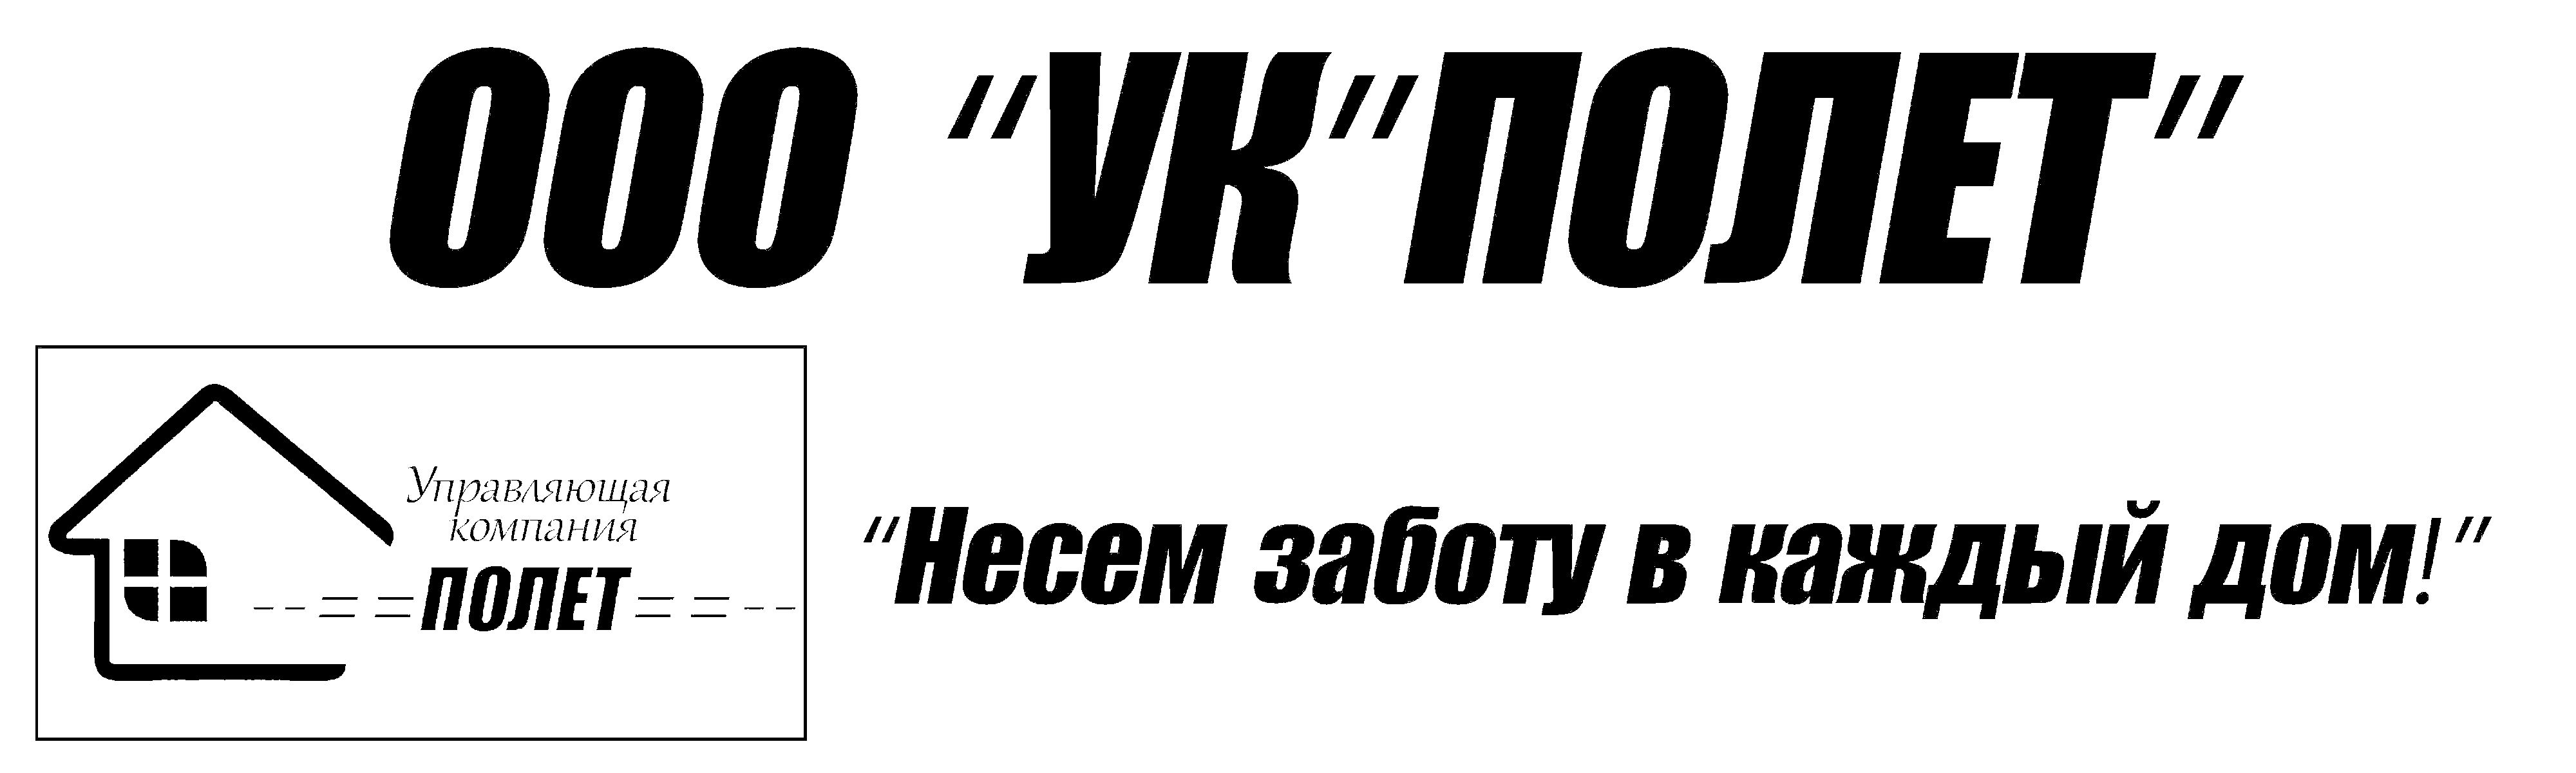 ООО "УК"ПОЛЕТ"
Управляющая
компания
--==ПОЛЕТ==--
"Несем заботу в каждый дом!"